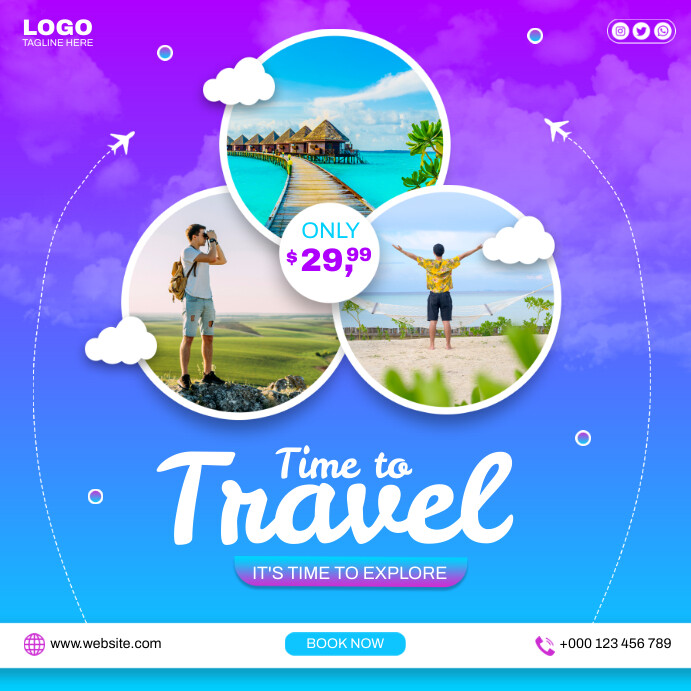 LOGO
TAGLINE HERE
ONLY
$29,99
Time to
Travel
IT'S TIME TO EXPLORE
www.website.com
BOOK NOW
+000 123 456 789